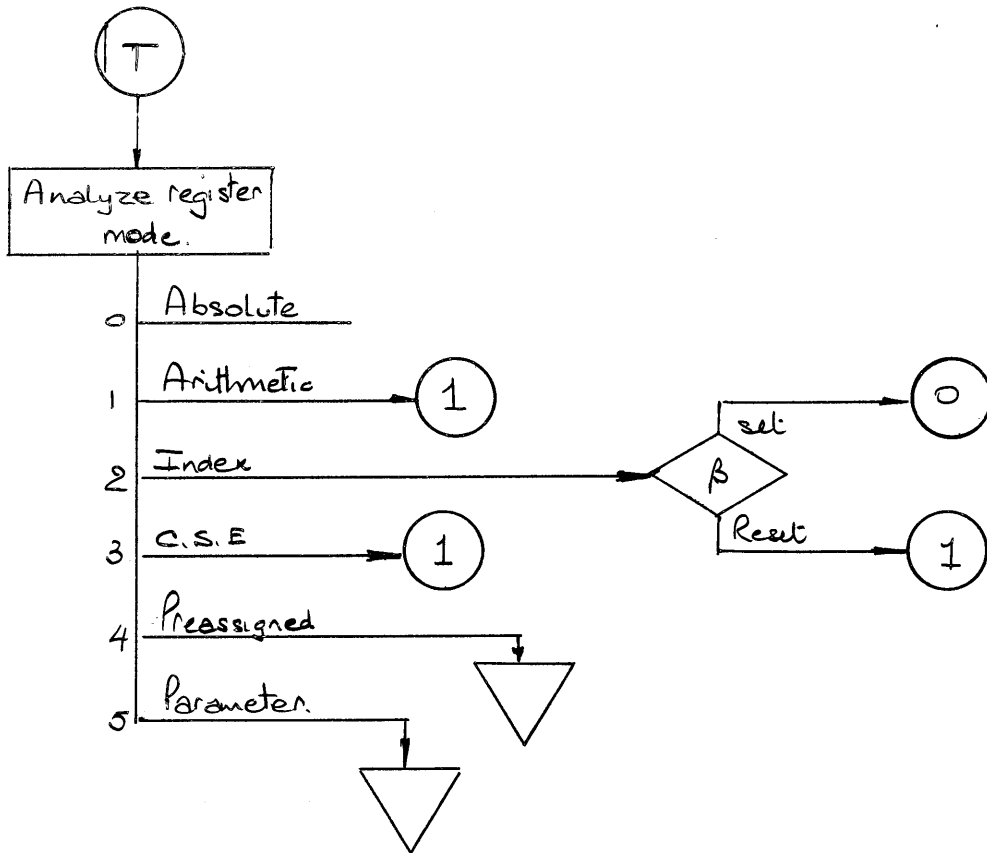 T
Analyze register
mode.
0 Absolute
1 Arithmetic 1
2 Index β
set 0
Reset 1
3 C.S.E 1
4 Preassigned
5 Parameter.